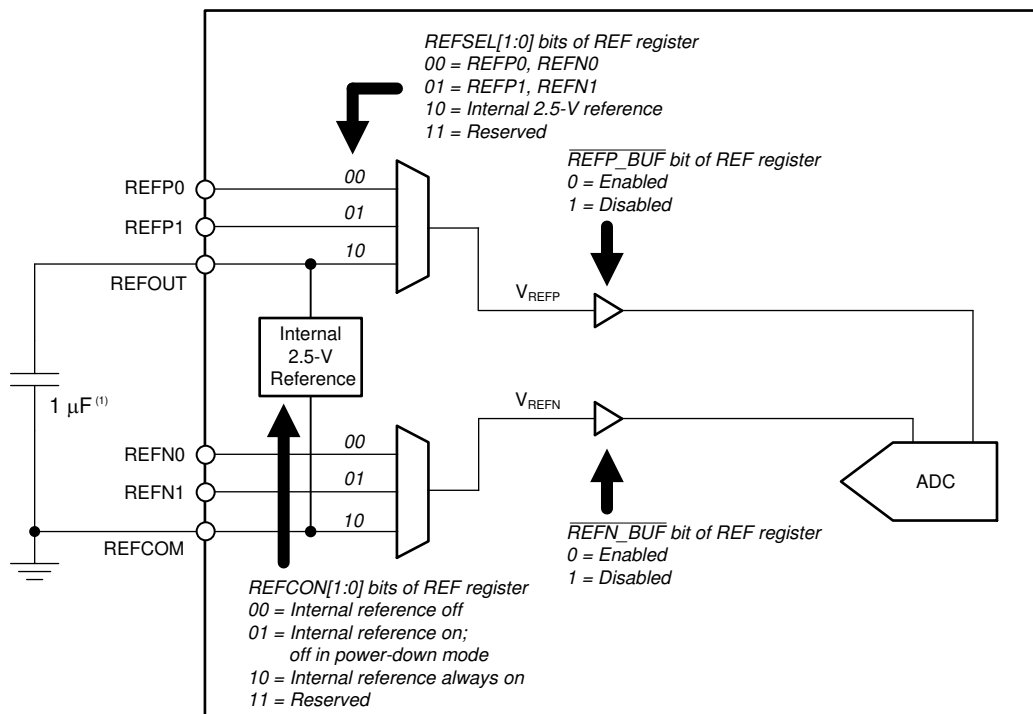 REFSEL[1:0] bits of REF register
00 = REFP0, REFN0
01 = REFP1, REFN1
10 = Internal 2.5-V reference
11 = Reserved
REFP_BUF bit of REF register
0 = Enabled
1 = Disabled
REFP0
00
REFP1
01
REFOUT
10
VREFP
Internal
2.5-V
Reference
1 μF(1)
VREFN
REFN0
00
REFN1
01
REFCOM
10
ADC
REFN_BUF bit of REF register
0 = Enabled
1 = Disabled
REFCON[1:0] bits of REF register
00 = Internal reference off
01 = Internal reference on;
off in power-down mode
10 = Internal reference always on
11 = Reserved